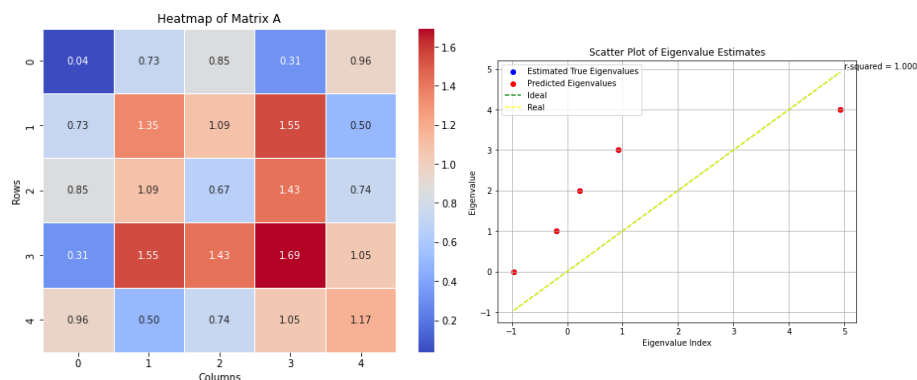 Heatmap of Matrix A
0 0.04 0.73 0.85 0.31 0.96
1 0.73 1.35 1.09 1.55 0.50
2 0.85 1.09 0.67 1.43 0.74
3 0.31 1.55 1.43 1.69 1.05
4 0.96 0.50 0.74 1.05 1.17
0 1 2 3 4
Columns
Rows
1.6
1.4
1.2
1.0
0.8
0.6
0.4
0.2
Scatter Plot of Eigenvalue Estimates
r-squared = 1.000
Estimated True Eigenvalues
Predicted Eigenvalues
Ideal
Real
5
4
3
2
1
0
−1
Eigenvalue
−1 0 1 2 3 4 5
Eigenvalue Index